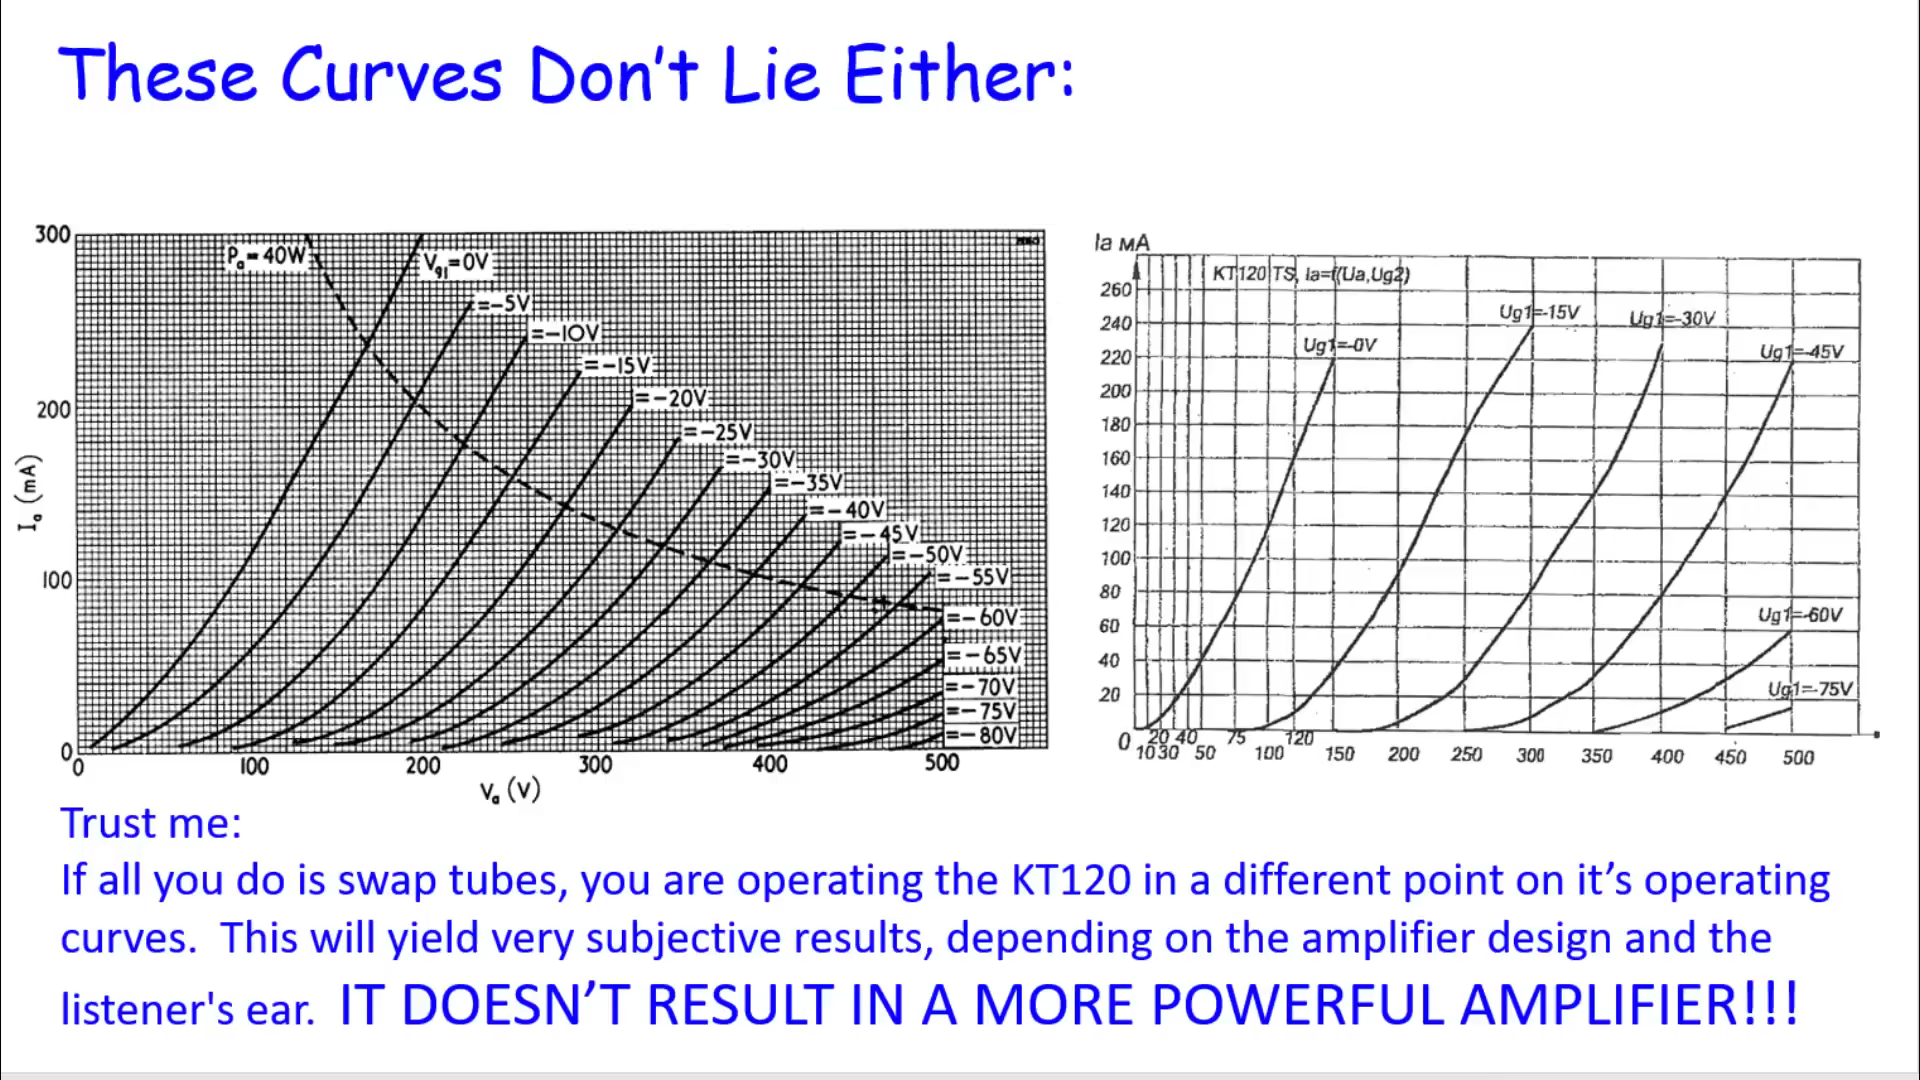 These Curves Don't Lie Either:
300
200
100
0
Iₐ (mA)
Pₐ=40W
Vg1=0V
=-5V
=-10V
=-15V
=-20V
=-25V
=-30V
=-35V
=-40V
=-45V
=-50V
=-55V
=-60V
=-65V
=-70V
=-75V
=-80V
0 100 200 300 400 500
Vₐ (V)
Ia мА
KT120 TS, Ia=f(Ua,Ug2)
260
240
220
200
180
160
140
120
100
80
60
40
20
0
Ug1=-0V
Ug1=-15V
Ug1=-30V
Ug1=-45V
Ug1=-60V
Ug1=-75V
20 40 75 120
10 30 50 100 150 200 250 300 350 400 450 500
Trust me:
If all you do is swap tubes, you are operating the KT120 in a different point on it's operating
curves.  This will yield very subjective results, depending on the amplifier design and the
listener's ear.  IT DOESN'T RESULT IN A MORE POWERFUL AMPLIFIER!!!